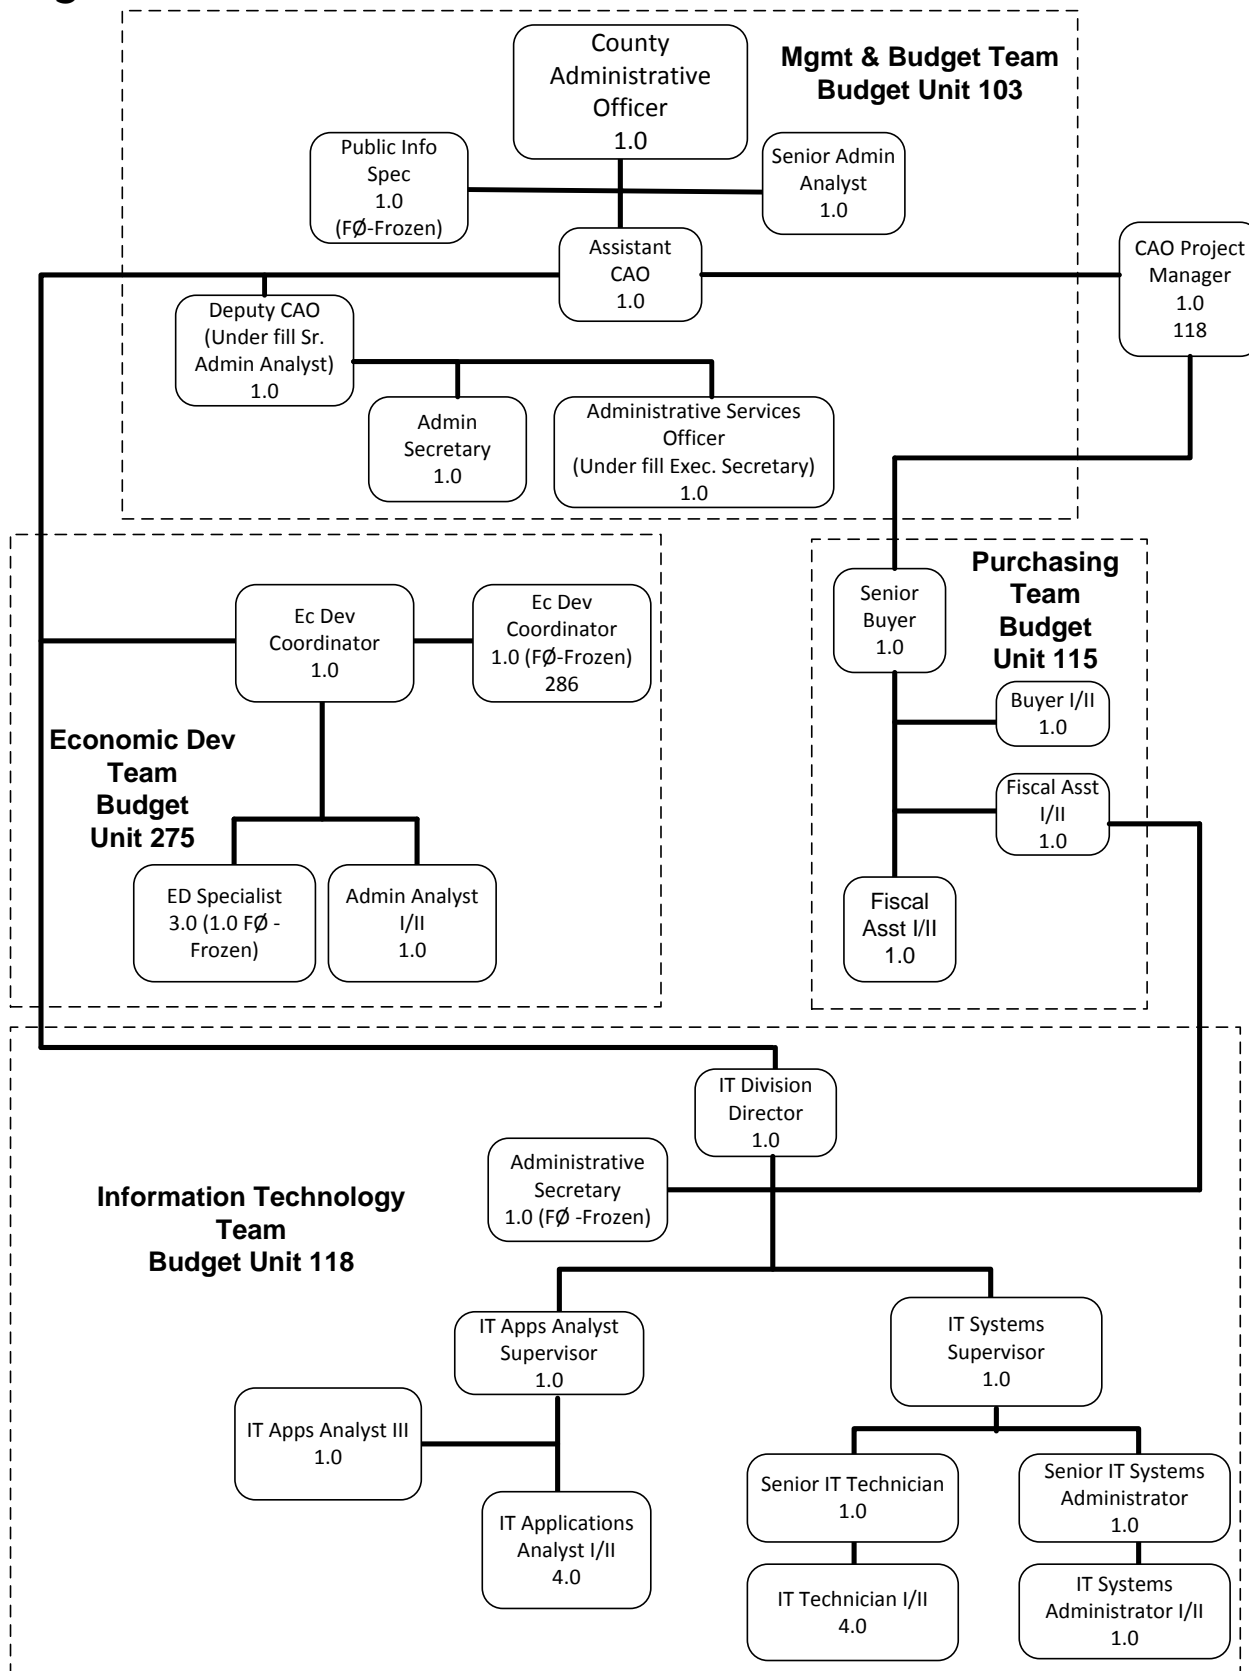 County
Administrative
Officer
1.0
Mgmt & Budget Team
Budget Unit 103
Public Info
Spec
1.0
(FØ-Frozen)
Senior Admin
Analyst
1.0
Assistant
CAO
1.0
CAO Project
Manager
1.0
118
Deputy CAO
(Under fill Sr.
Admin Analyst)
1.0
Admin
Secretary
1.0
Administrative Services
Officer
(Under fill Exec. Secretary)
1.0
Ec Dev
Coordinator
1.0
Ec Dev
Coordinator
1.0 (FØ-Frozen)
286
Economic Dev
Team
Budget
Unit 275
ED Specialist
3.0 (1.0 FØ -
Frozen)
Admin Analyst
I/II
1.0
Senior
Buyer
1.0
Purchasing
Team
Budget
Unit 115
Buyer I/II
1.0
Fiscal Asst
I/II
1.0
Fiscal
Asst I/II
1.0
IT Division
Director
1.0
Administrative
Secretary
1.0 (FØ -Frozen)
Information Technology
Team
Budget Unit 118
IT Apps Analyst
Supervisor
1.0
IT Systems
Supervisor
1.0
IT Apps Analyst III
1.0
IT Applications
Analyst I/II
4.0
Senior IT Technician
1.0
Senior IT Systems
Administrator
1.0
IT Technician I/II
4.0
IT Systems
Administrator I/II
1.0